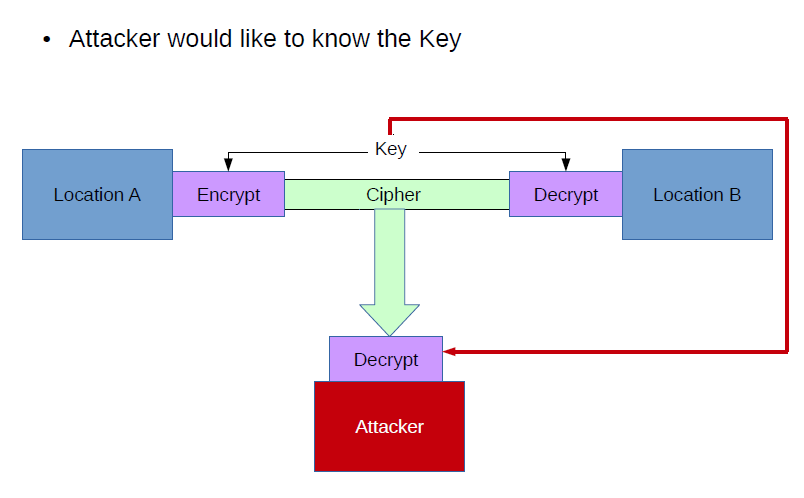 • Attacker would like to know the Key
Key
Location A
Encrypt
Cipher
Decrypt
Location B
Decrypt
Attacker